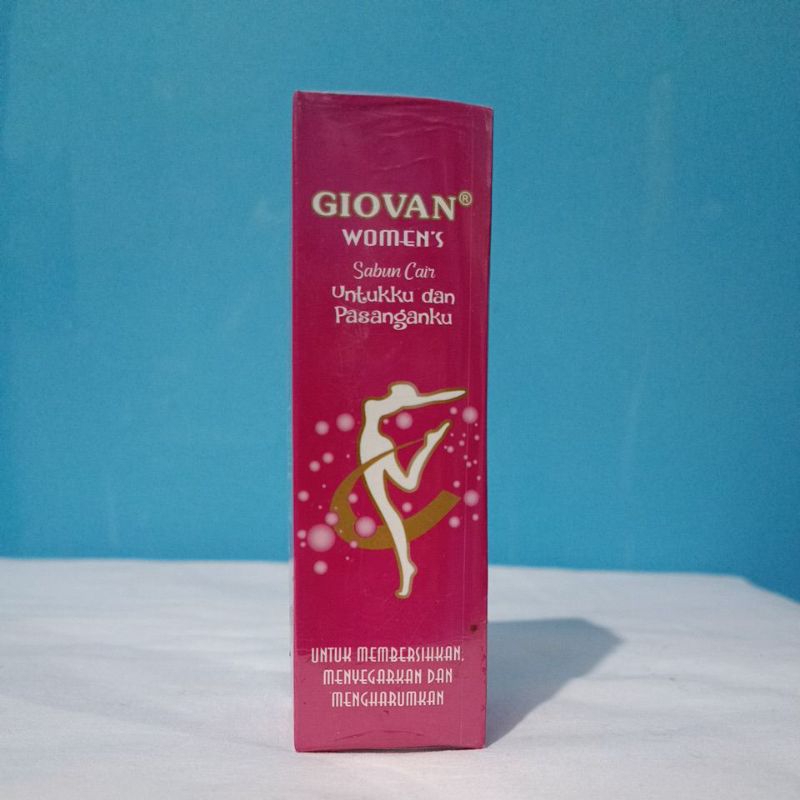 GIOVAN®
WOMEN'S
Sabun Cair
Untukku dan
Pasanganku
UNTUK MEMBERSIHKAN,
MENYEGARKAN DAN
MENGHARUMKAN